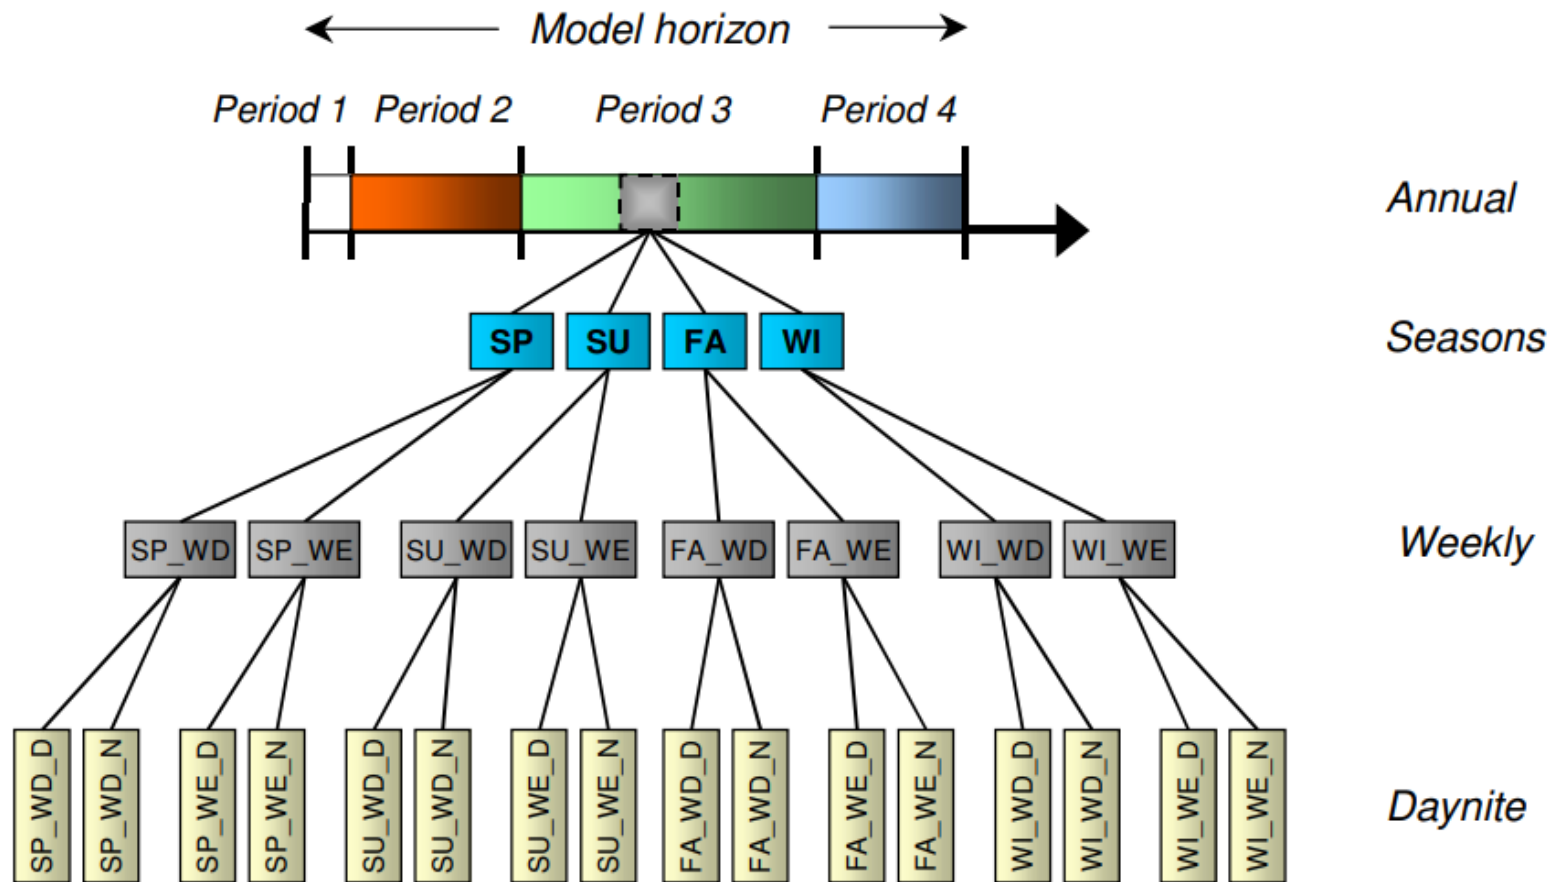 Model horizon
Period 1 Period 2 Period 3 Period 4
Annual
SP SU FA WI
Seasons
SP_WD SP_WE SU_WD SU_WE FA_WD FA_WE WI_WD WI_WE
Weekly
SP_WD_D SP_WD_N SP_WE_D SP_WE_N SU_WD_D SU_WD_N SU_WE_D SU_WE_N FA_WD_D FA_WD_N FA_WE_D FA_WE_N WI_WD_D WI_WD_N WI_WE_D WI_WE_N
Daynite